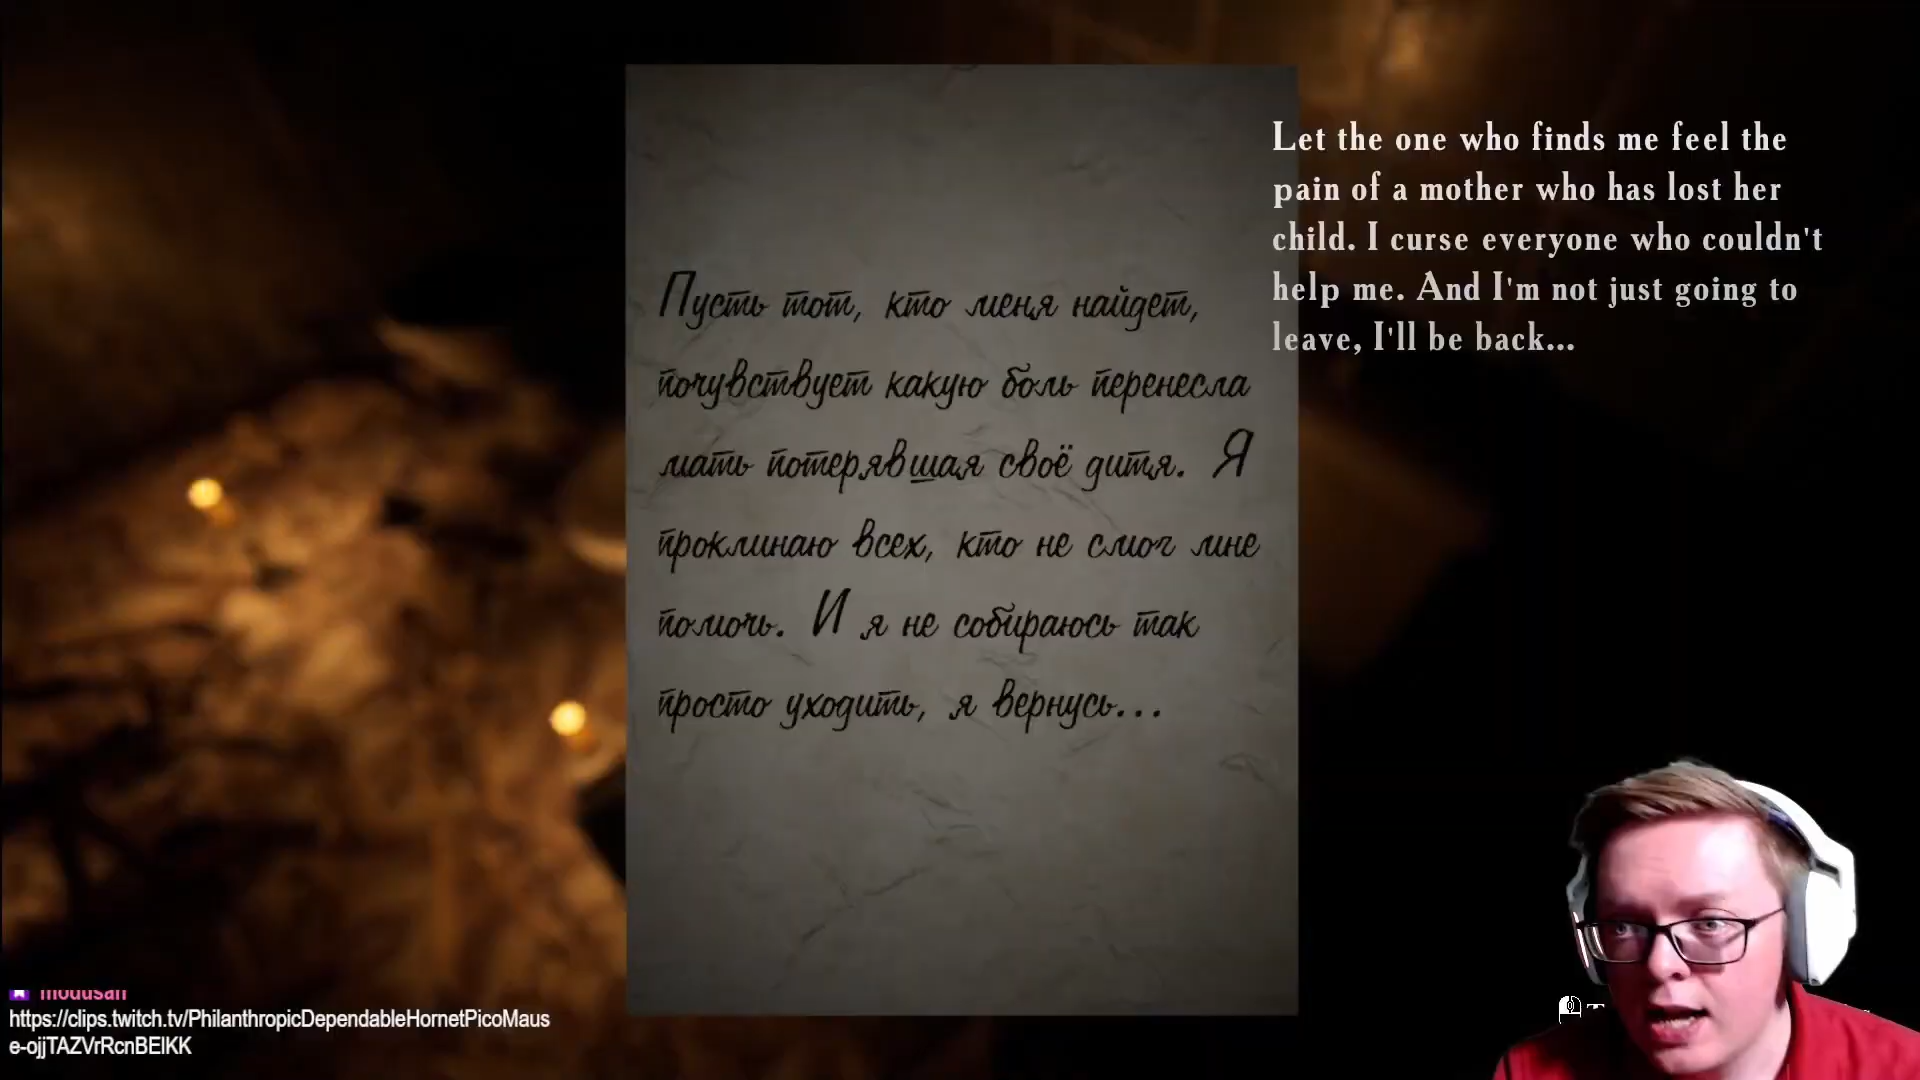 Пусть тот, кто меня найдет,
почувствует какую боль перенесла
мать потерявшая своё дитя. Я
проклинаю всех, кто не смог мне
помочь. И я не собираюсь так
просто уходить, я вернусь...
Let the one who finds me feel the
pain of a mother who has lost her
child. I curse everyone who couldn't
help me. And I'm not just going to
leave, I'll be back...
https://clips.twitch.tv/PhilanthropicDependableHornetPicoMaus